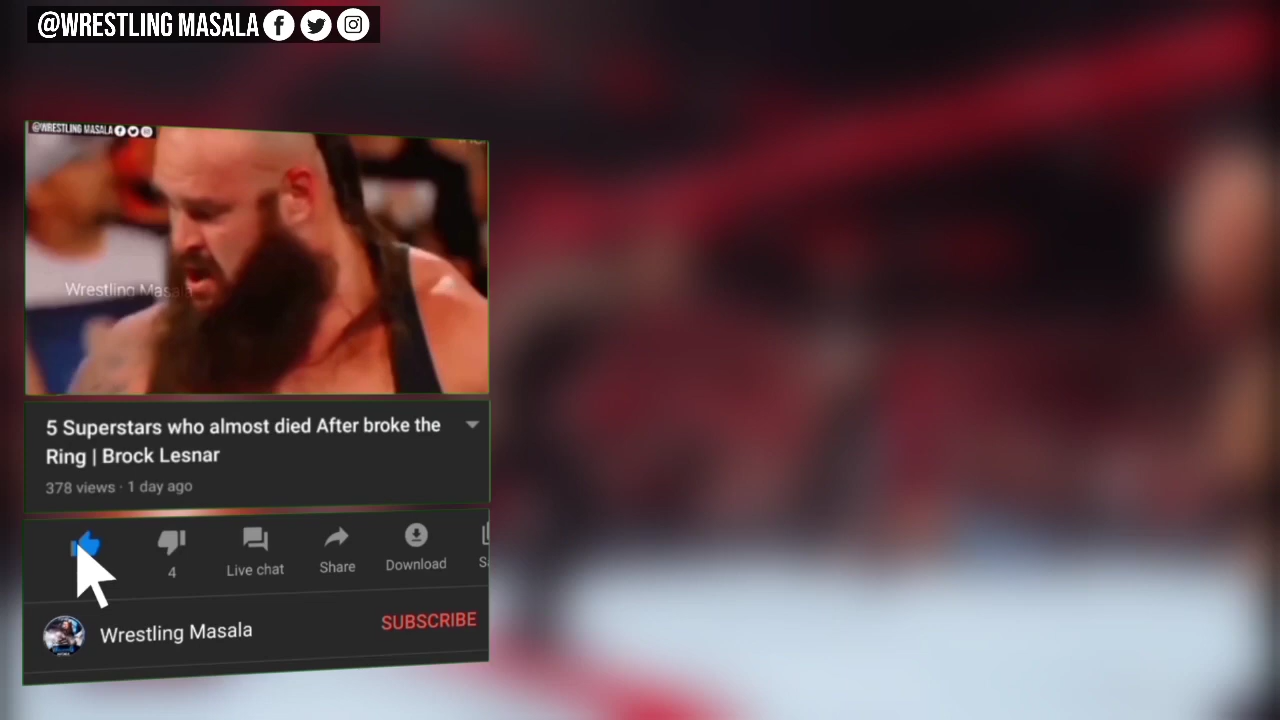 @WRESTLING MASALA
@WRESTLING MASALA
Wrestling Masala
5 Superstars who almost died After broke the
Ring | Brock Lesnar
378 views · 1 day ago
4
Live chat
Share
Download
Wrestling Masala
SUBSCRIBE